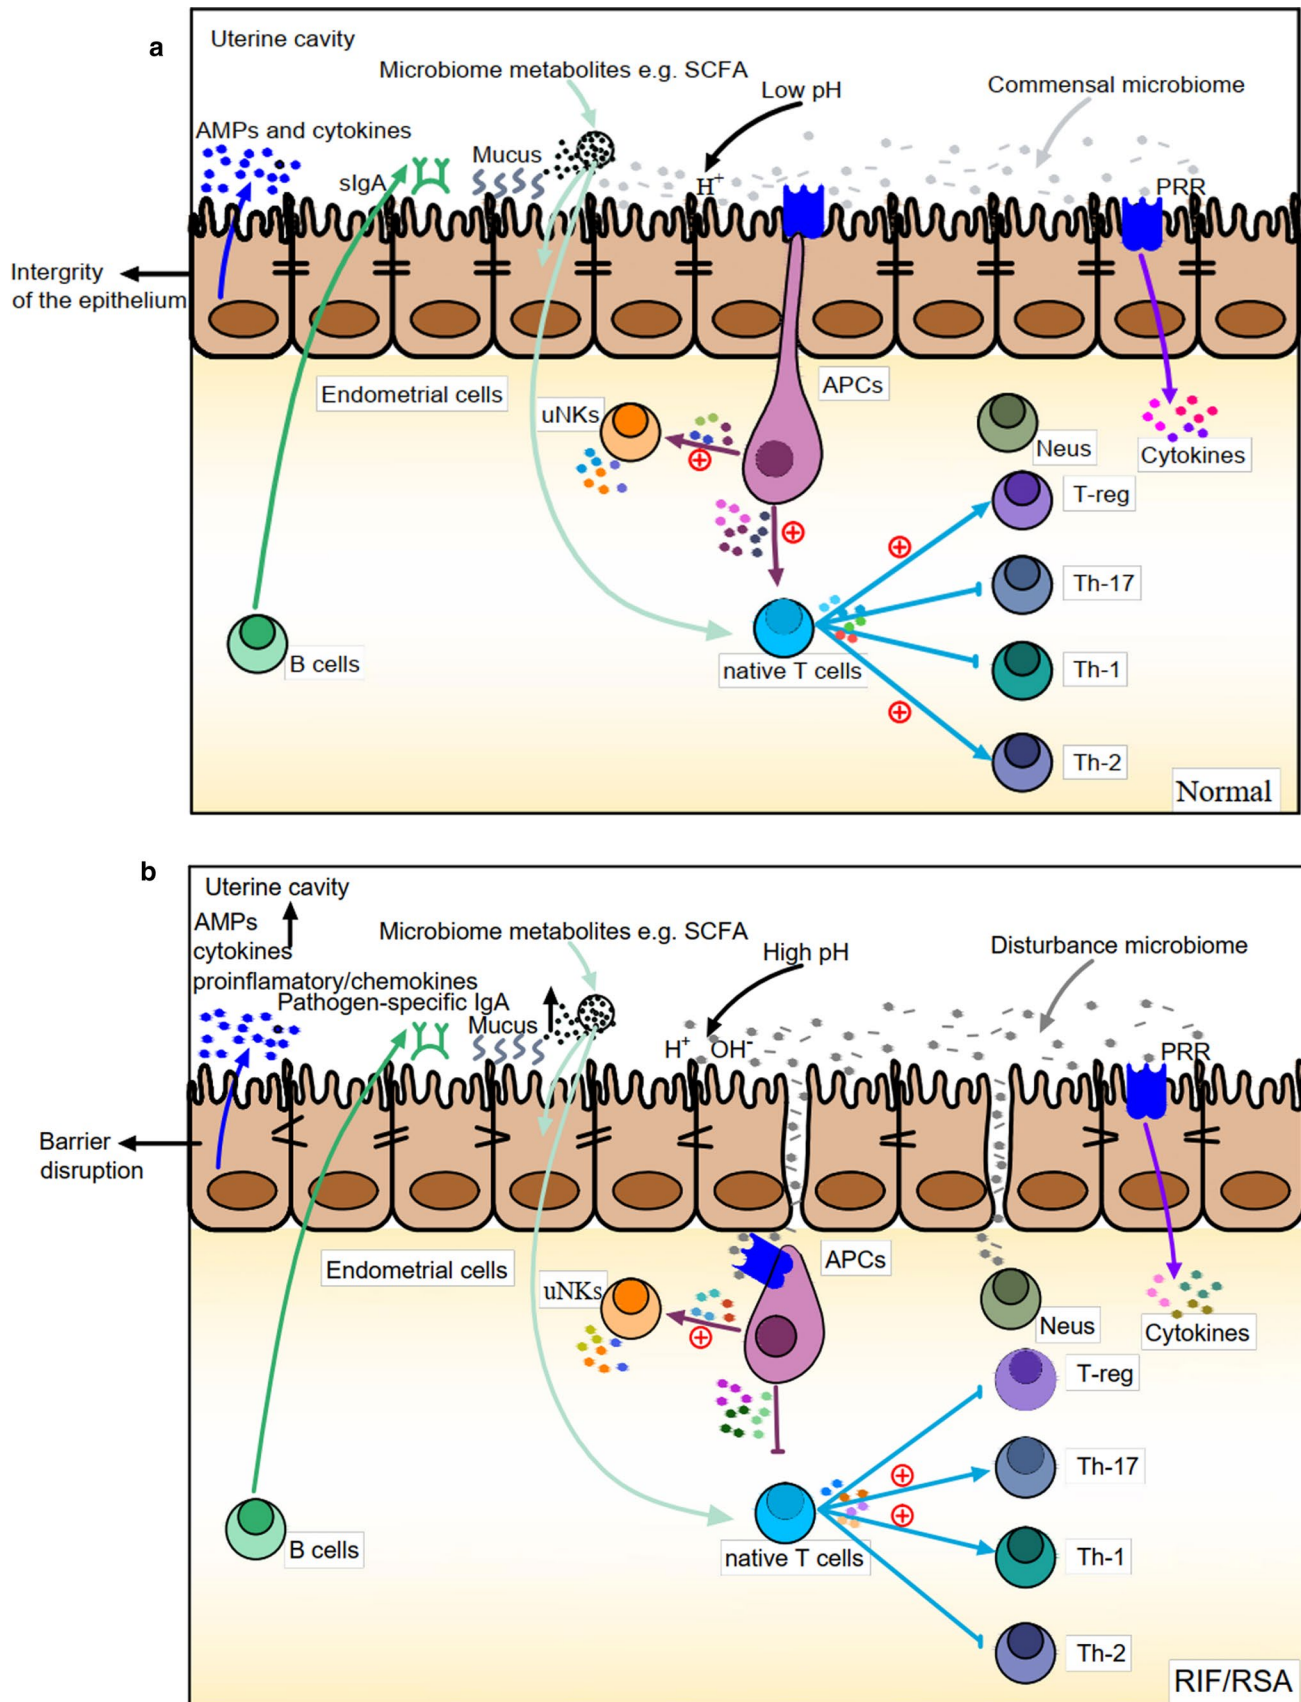 a
Uterine cavity
Microbiome metabolites e.g. SCFA
Low pH
Commensal microbiome
AMPs and cytokines
sIgA
Mucus
H+
PRR
Intergrity
of the epithelium
Endometrial cells
uNKs
APCs
Neus
Cytokines
T-reg
Th-17
B cells
native T cells
Th-1
Th-2
Normal
b
Uterine cavity
AMPs
cytokines
proinflamatory/chemokines
Microbiome metabolites e.g. SCFA
High pH
Disturbance microbiome
Pathogen-specific IgA
Mucus
H+ OH-
PRR
Barrier
disruption
Endometrial cells
uNKs
APCs
Neus
Cytokines
T-reg
Th-17
B cells
native T cells
Th-1
Th-2
RIF/RSA